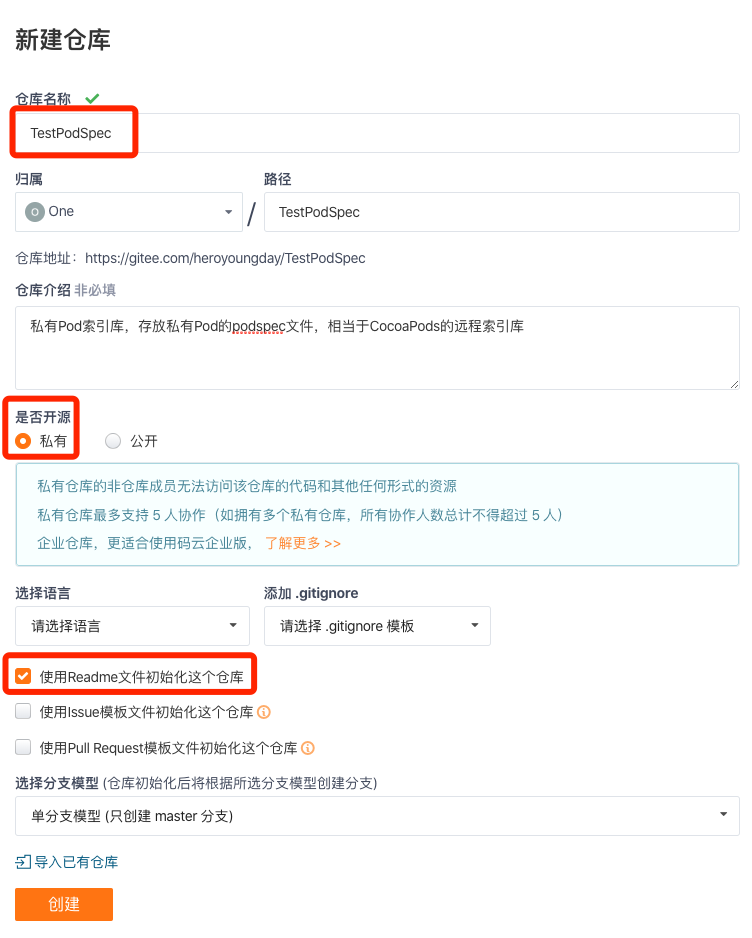 新建仓库
仓库名称
TestPodSpec
归属
路径
O One
/
TestPodSpec
仓库地址：https://gitee.com/heroyoungday/TestPodSpec
仓库介绍 非必填
私有Pod索引库，存放私有Pod的podspec文件，相当于CocoaPods的远程索引库
是否开源
私有
公开
私有仓库的非仓库成员无法访问该仓库的代码和其他任何形式的资源
私有仓库最多支持 5 人协作（如拥有多个私有仓库，所有协作人数总计不得超过 5 人）
企业仓库，更适合使用码云企业版， 了解更多 >>
选择语言
添加 .gitignore
请选择语言
请选择 .gitignore 模板
使用Readme文件初始化这个仓库
使用Issue模板文件初始化这个仓库
使用Pull Request模板文件初始化这个仓库
选择分支模型 (仓库初始化后将根据所选分支模型创建分支)
单分支模型 (只创建 master 分支)
导入已有仓库
创建